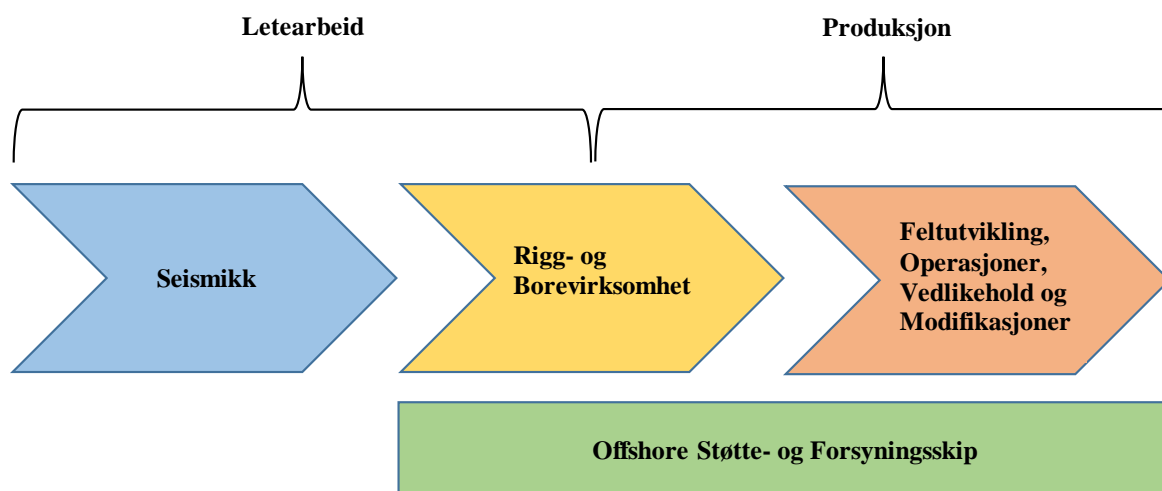 Letearbeid
Produksjon
Seismikk
Rigg- og
Borevirksomhet
Feltutvikling,
Operasjoner,
Vedlikehold og
Modifikasjoner
Offshore Støtte- og Forsyningsskip